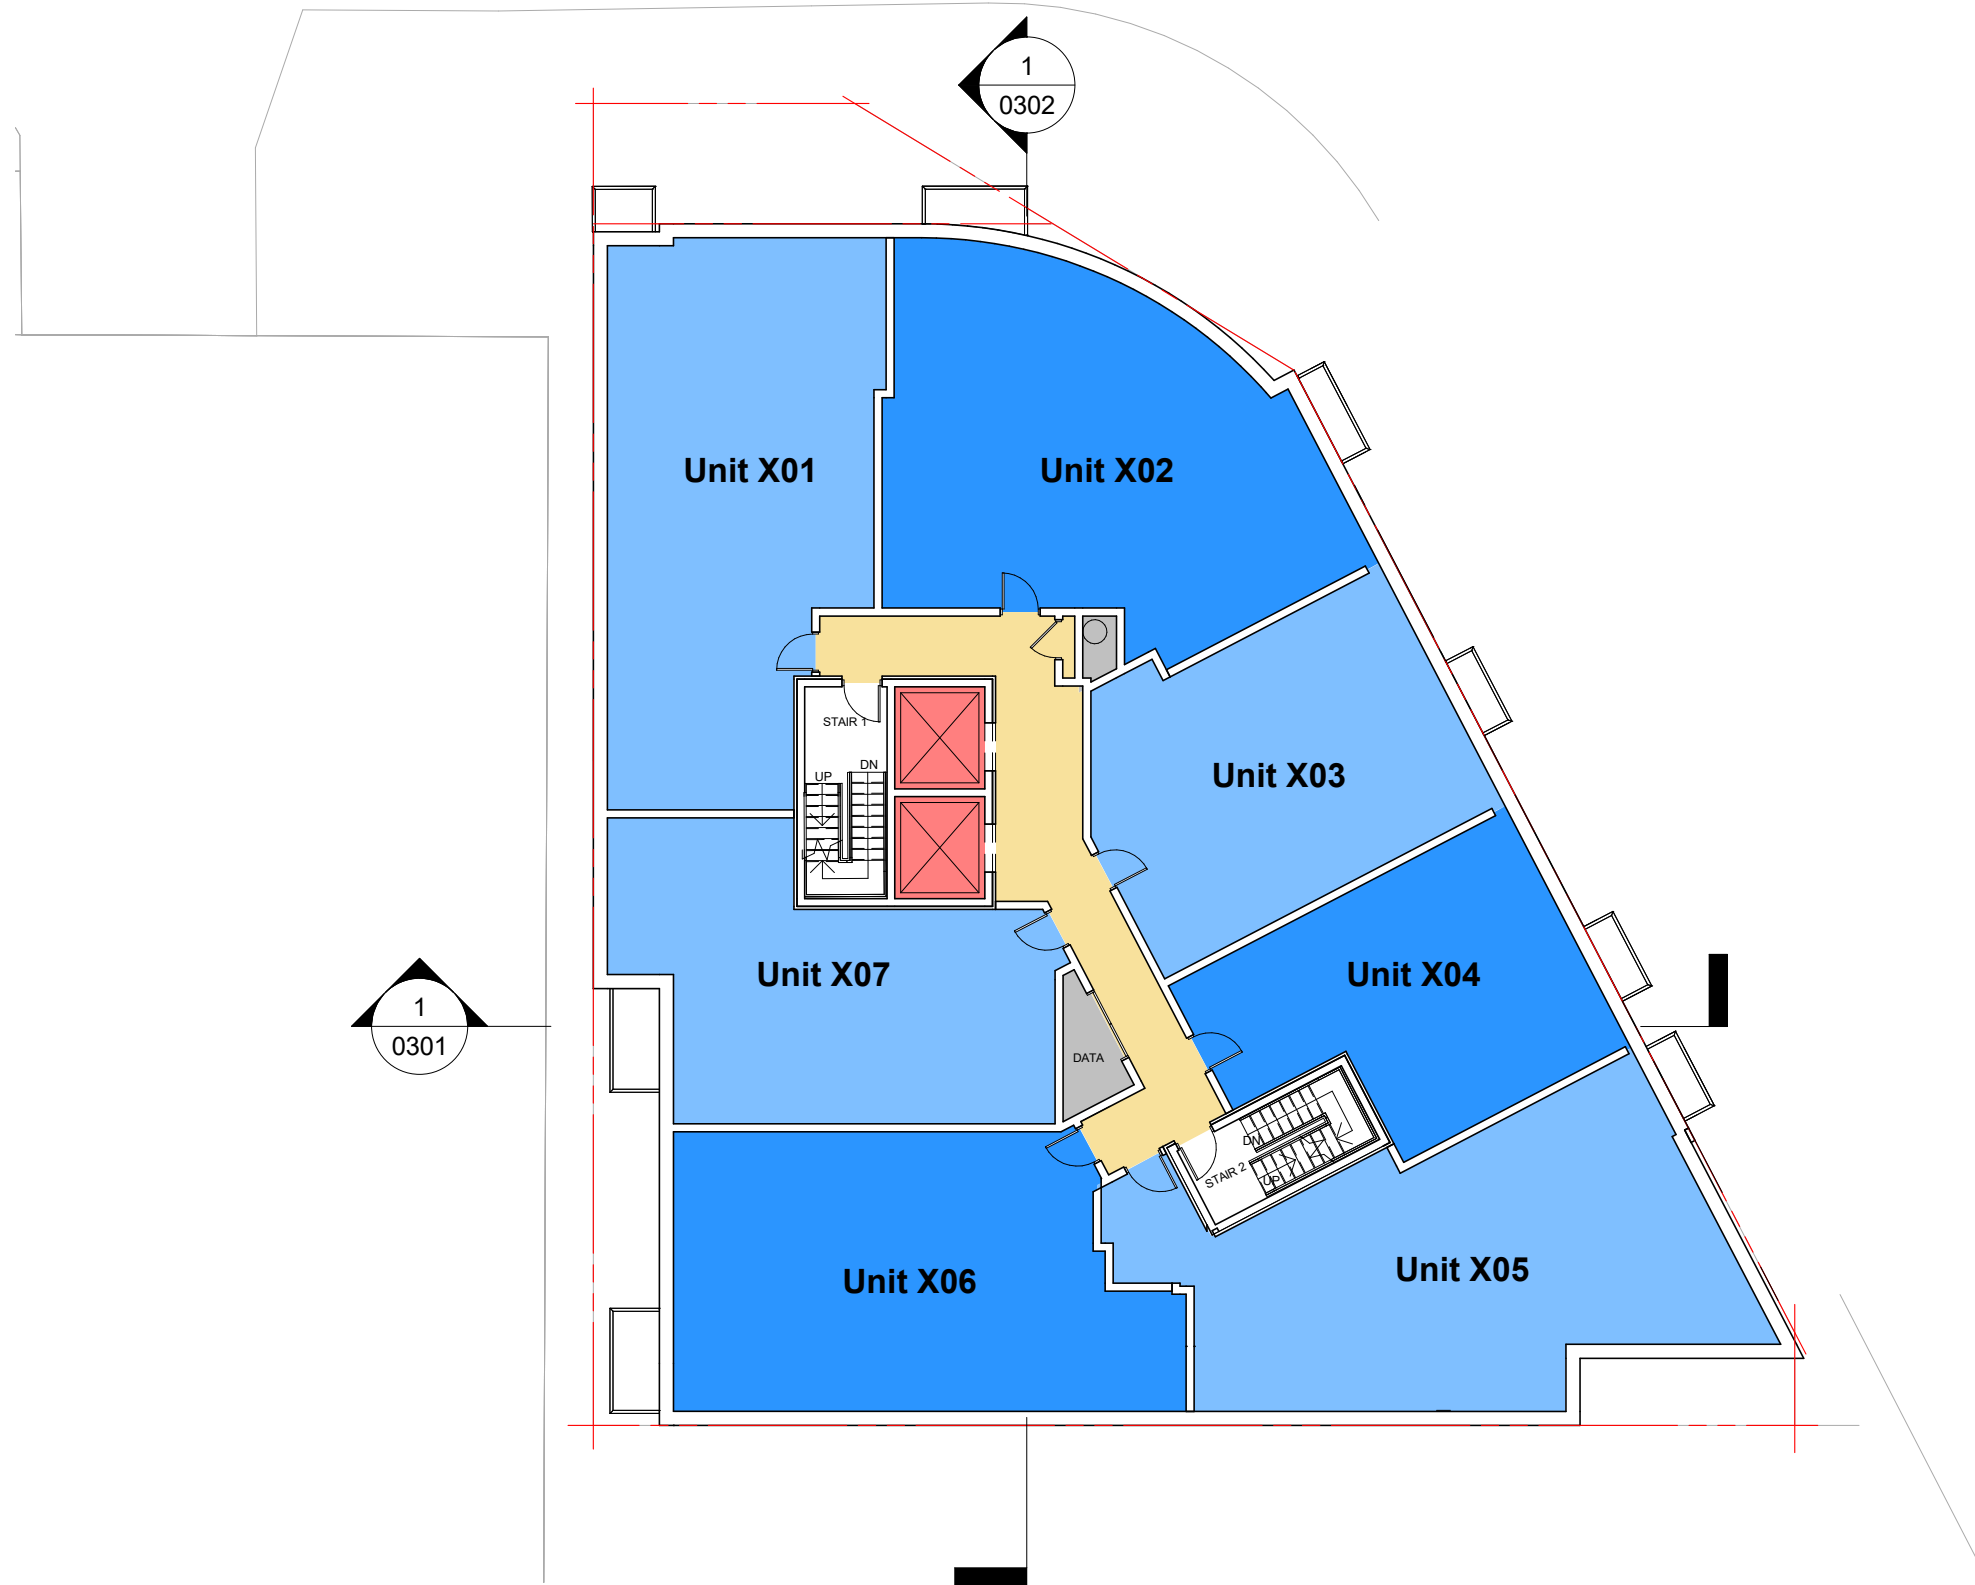 1
0302
Unit X01
Unit X02
STAIR 1
UP
DN
Unit X03
Unit X07
Unit X04
1
0301
DATA
DN
STAIR 2
UP
Unit X06
Unit X05